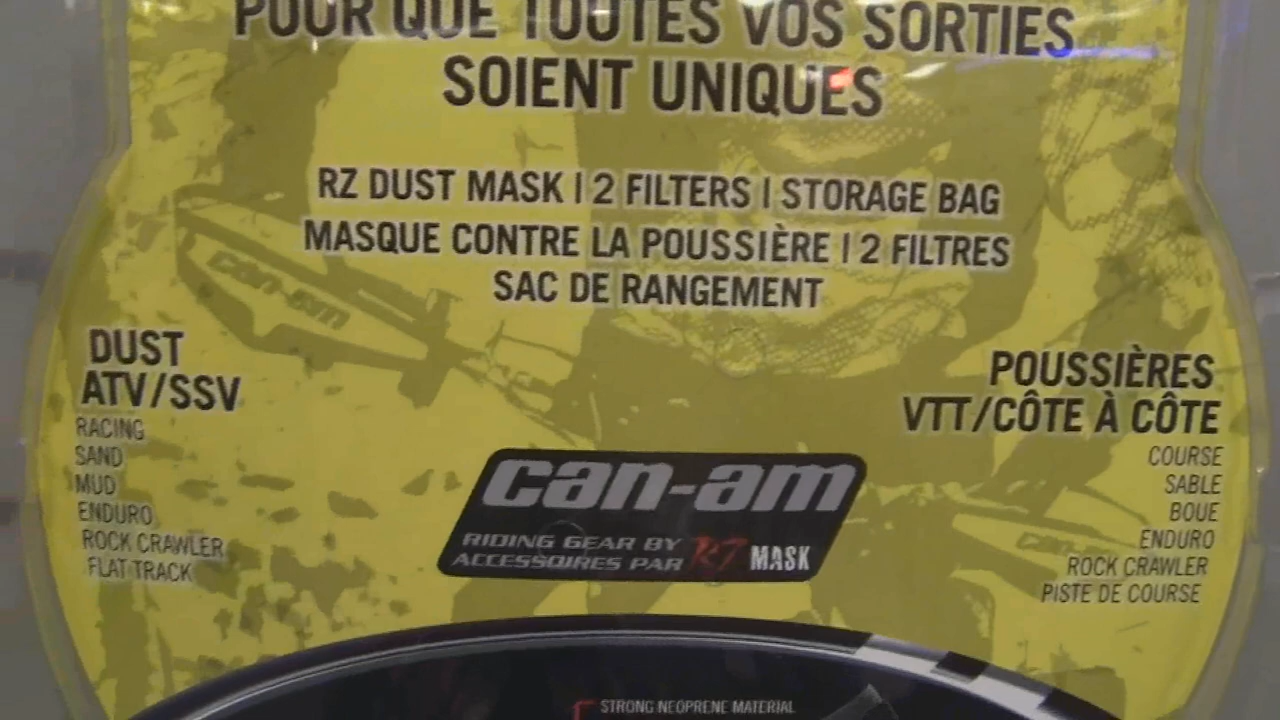 POUR QUE TOUTES VOS SORTIES
SOIENT UNIQUES
RZ DUST MASK | 2 FILTERS | STORAGE BAG
MASQUE CONTRE LA POUSSIÈRE | 2 FILTRES
SAC DE RANGEMENT
can-am
DUST
ATV/SSV
RACING
SAND
MUD
ENDURO
ROCK CRAWLER
FLAT TRACK
POUSSIÈRES
VTT/CÔTE À CÔTE
COURSE
SABLE
BOUE
ENDURO
ROCK CRAWLER
PISTE DE COURSE
can-am
RIDING GEAR BY
ACCESSOIRES PAR RZ MASK
STRONG NEOPRENE MATERIAL